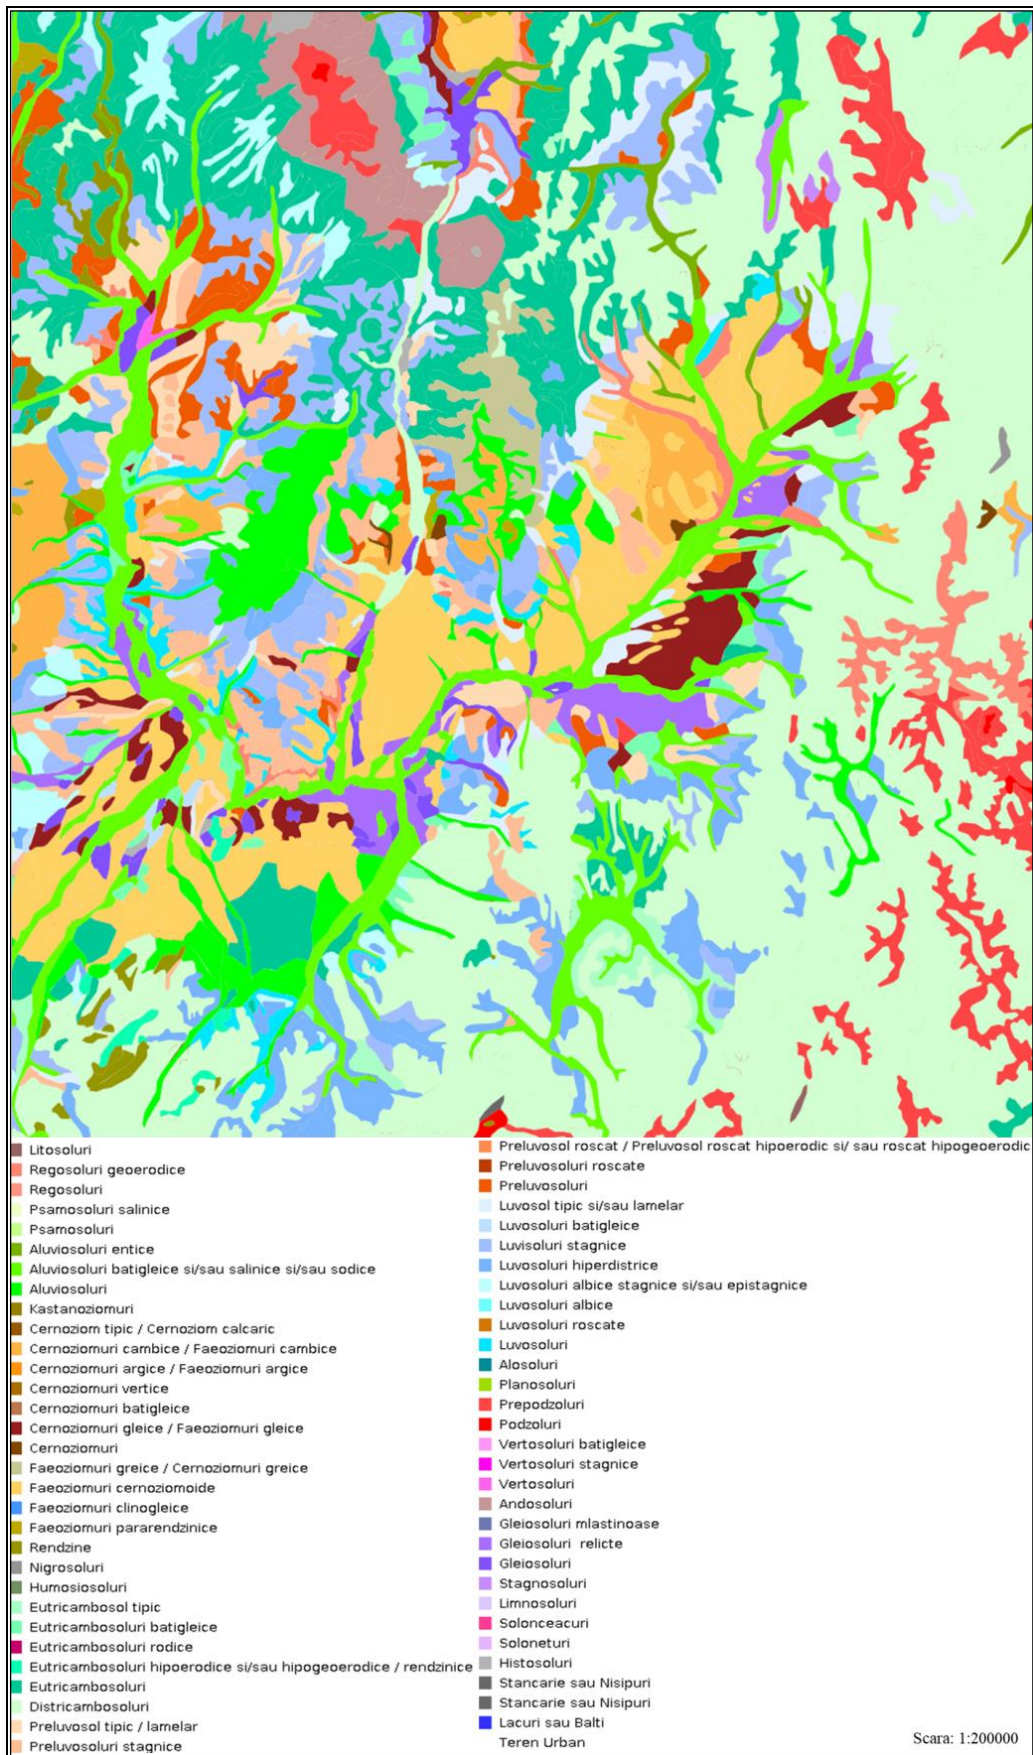 Litosoluri
Regosoluri geoerodice
Regosoluri
Psamosoluri salinice
Psamosoluri
Aluviosoluri entice
Aluviosoluri batigleice si/sau salinice si/sau sodice
Aluviosoluri
Kastanoziomuri
Cernoziom tipic / Cernoziom calcaric
Cernoziomuri cambice / Faeoziomuri cambice
Cernoziomuri argice / Faeoziomuri argice
Cernoziomuri vertice
Cernoziomuri batigleice
Cernoziomuri gleice / Faeoziomuri gleice
Cernoziomuri
Faeoziomuri greice / Cernoziomuri greice
Faeoziomuri cernoziomoide
Faeoziomuri clinogleice
Faeoziomuri pararendzinice
Rendzine
Nigrosoluri
Humosiosoluri
Eutricambosol tipic
Eutricambosoluri batigleice
Eutricambosoluri rodice
Eutricambosoluri hipoerodice si/sau hipogeoerodice / rendzinice
Eutricambosoluri
Districambosoluri
Preluvosol tipic / lamelar
Preluvosoluri stagnice
Preluvosol roscat / Preluvosol roscat hipoerodic si/ sau roscat hipogeoerodic
Preluvosoluri roscate
Preluvosoluri
Luvosol tipic si/sau lamelar
Luvosoluri batigleice
Luvisoluri stagnice
Luvosoluri hiperdistrice
Luvosoluri albice stagnice si/sau epistagnice
Luvosoluri albice
Luvosoluri roscate
Luvosoluri
Alosoluri
Planosoluri
Prepodzoluri
Podzoluri
Vertosoluri batigleice
Vertosoluri stagnice
Vertosoluri
Andosoluri
Gleiosoluri mlastinoase
Gleiosoluri relicte
Gleiosoluri
Stagnosoluri
Limnosoluri
Solonceacuri
Soloneturi
Histosoluri
Stancarie sau Nisipuri
Stancarie sau Nisipuri
Lacuri sau Balti
Teren Urban
Scara: 1:200000